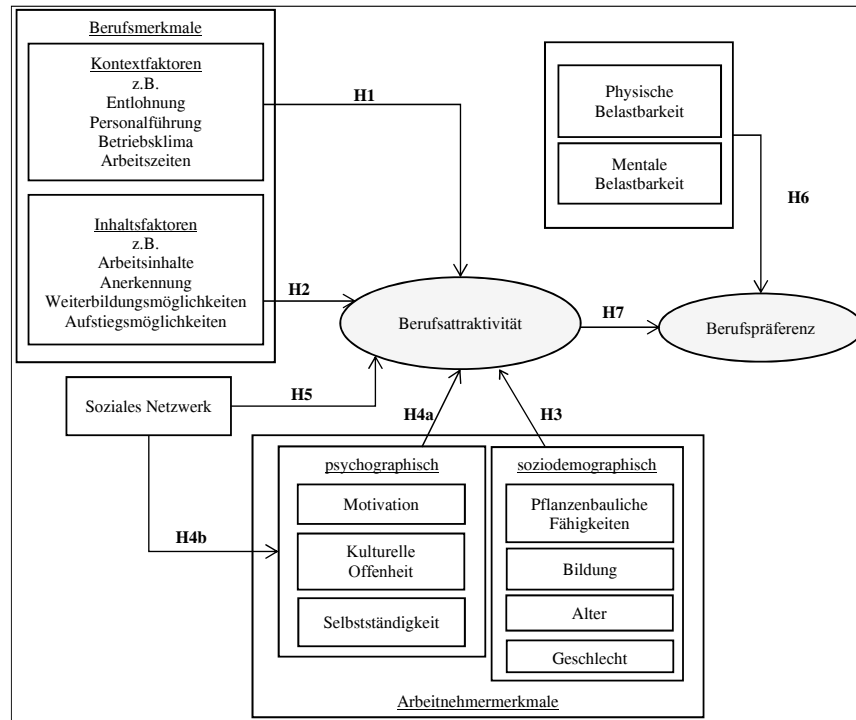 Berufsmerkmale
Kontextfaktoren
z.B.
Entlohnung
Personalführung
Betriebsklima
Arbeitszeiten
H1
Physische
Belastbarkeit
Mentale
Belastbarkeit
H6
Inhaltsfaktoren
z.B.
Arbeitsinhalte
Anerkennung
Weiterbildungsmöglichkeiten
Aufstiegsmöglichkeiten
H2
Berufsattraktivität
H7
Berufspräferenz
Soziales Netzwerk
H5
H4a
H3
H4b
psychographisch
Motivation
Kulturelle
Offenheit
Selbstständigkeit
soziodemographisch
Pflanzenbauliche
Fähigkeiten
Bildung
Alter
Geschlecht
Arbeitnehmermerkmale